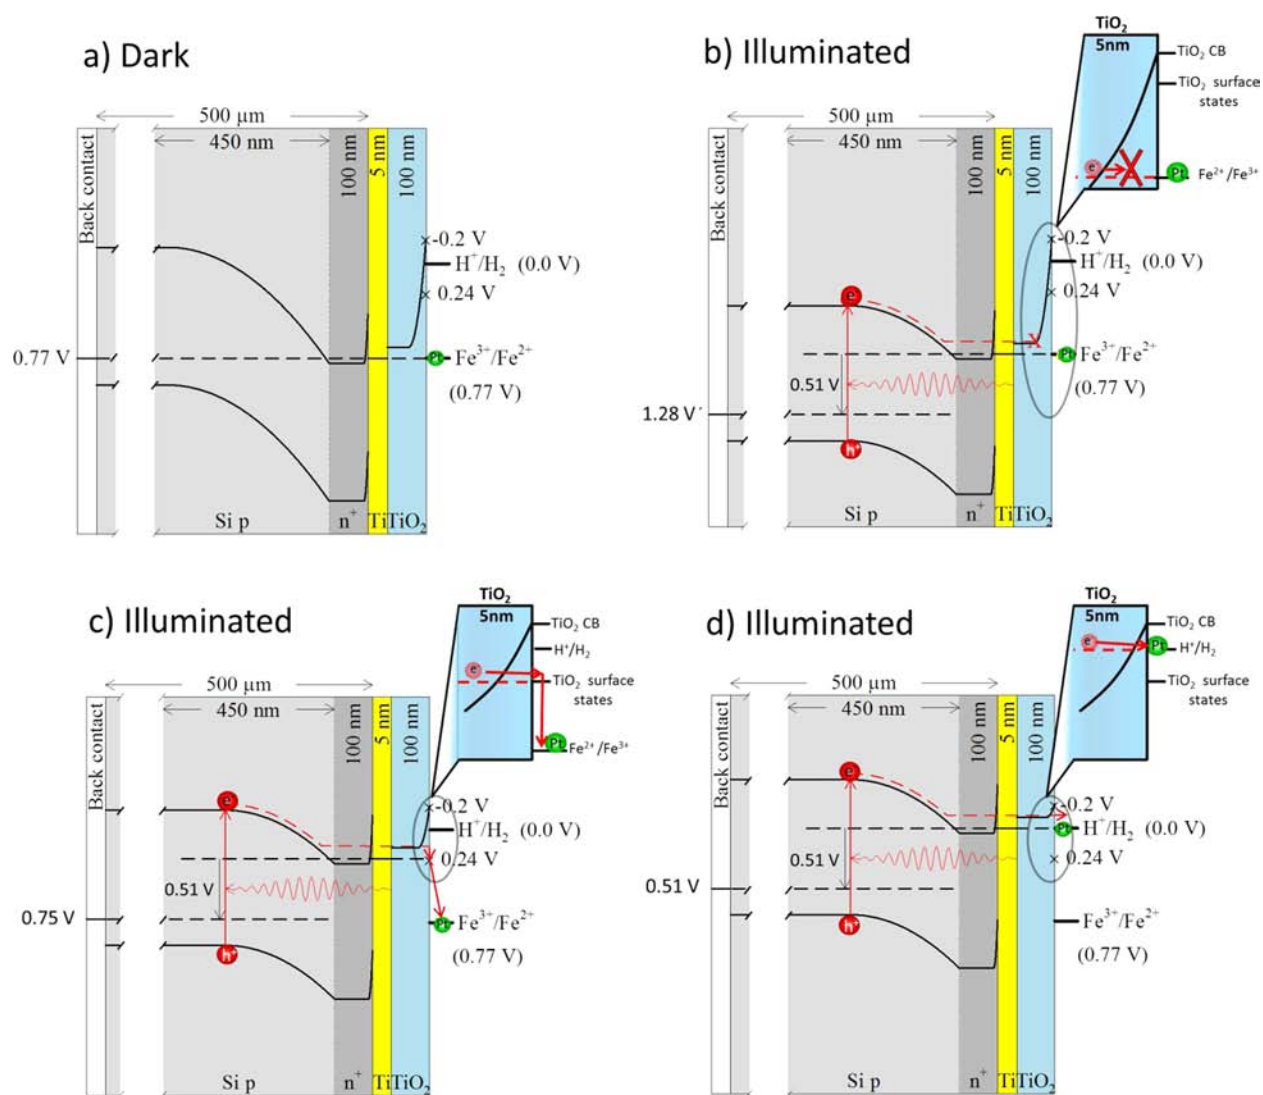 a) Dark
500 µm
450 nm
100 nm
5 nm
100 nm
Back contact
-0.2 V
H⁺/H₂ (0.0 V)
0.24 V
0.77 V
Pt
Fe³⁺/Fe²⁺
(0.77 V)
Si p
n⁺
Ti
TiO₂
b) Illuminated
TiO₂
5nm
TiO₂ CB
TiO₂ surface
states
e
Pt
Fe²⁺/Fe³⁺
500 µm
450 nm
100 nm
5 nm
100 nm
Back contact
-0.2 V
H⁺/H₂ (0.0 V)
0.24 V
e
x
Pt
Fe³⁺/Fe²⁺
(0.77 V)
0.51 V
1.28 V´
h⁺
Si p
n⁺
Ti
TiO₂
c) Illuminated
TiO₂
5nm
TiO₂ CB
H⁺/H₂
e
TiO₂ surface
states
Pt
Fe²⁺/Fe³⁺
500 µm
450 nm
100 nm
5 nm
100 nm
Back contact
e
-0.2 V
H⁺/H₂ (0.0 V)
0.24 V
0.51 V
0.75 V
Pt
Fe³⁺/Fe²⁺
(0.77 V)
h⁺
Si p
n⁺
Ti
TiO₂
d) Illuminated
TiO₂
5nm
TiO₂ CB
e
Pt
H⁺/H₂
TiO₂ surface
states
500 µm
450 nm
100 nm
5 nm
100 nm
Back contact
e
-0.2 V
Pt
H⁺/H₂ (0.0 V)
0.24 V
0.51 V
0.51 V
Fe³⁺/Fe²⁺
(0.77 V)
h⁺
Si p
n⁺
Ti
TiO₂